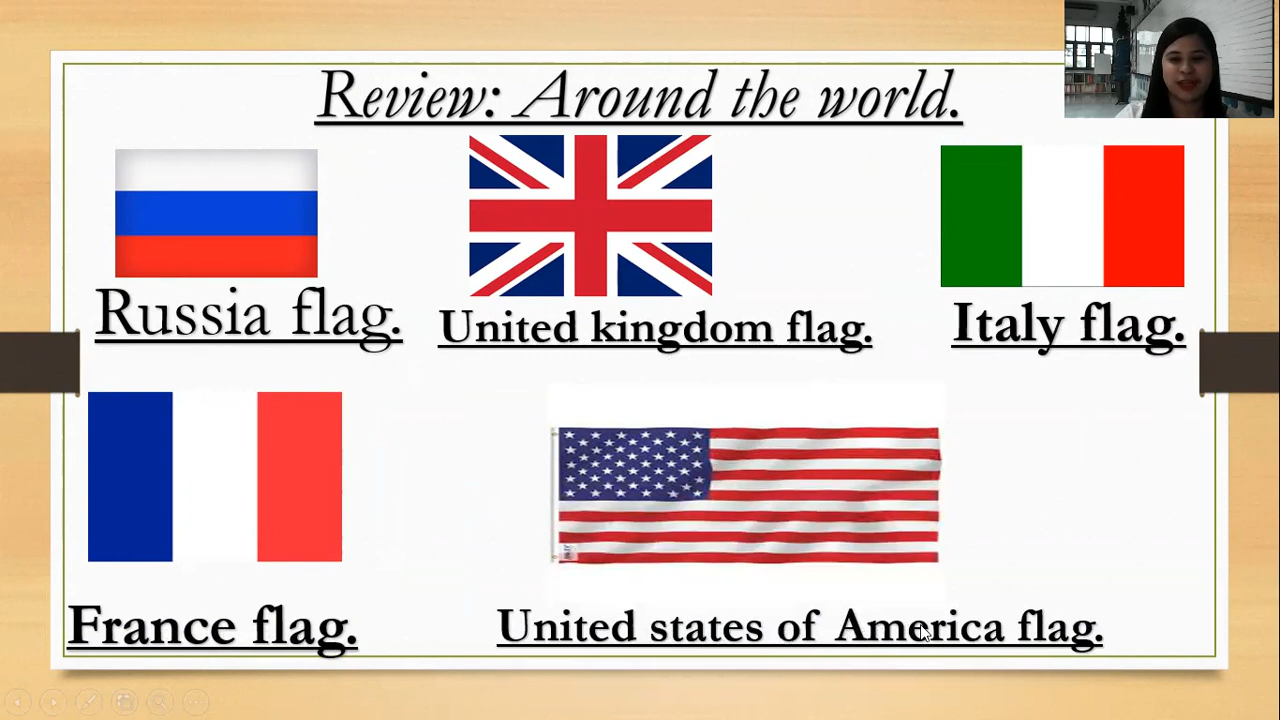 Review: Around the world.
Russia flag.
United kingdom flag.
Italy flag.
France flag.
United states of America flag.